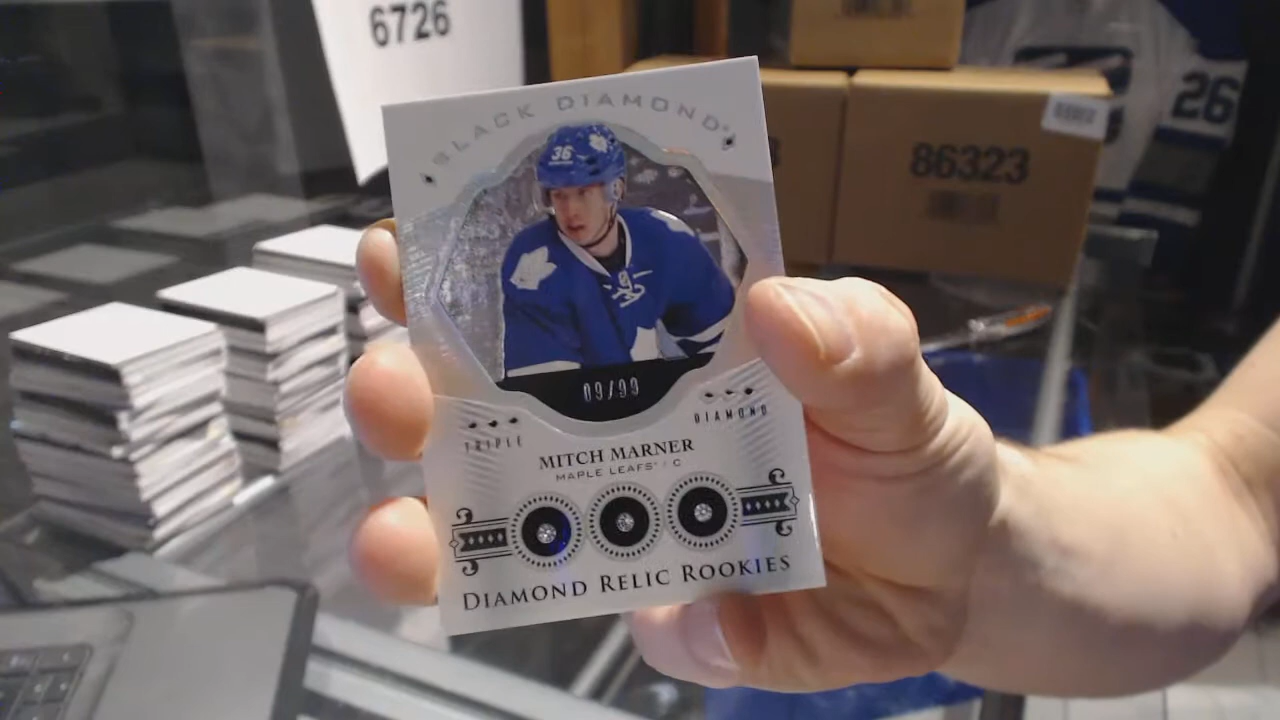 6726
26
86323
BLACK DIAMOND
36
09/99
TRIPLE
DIAMOND
MITCH MARNER
MAPLE LEAFS / C
DIAMOND RELIC ROOKIES